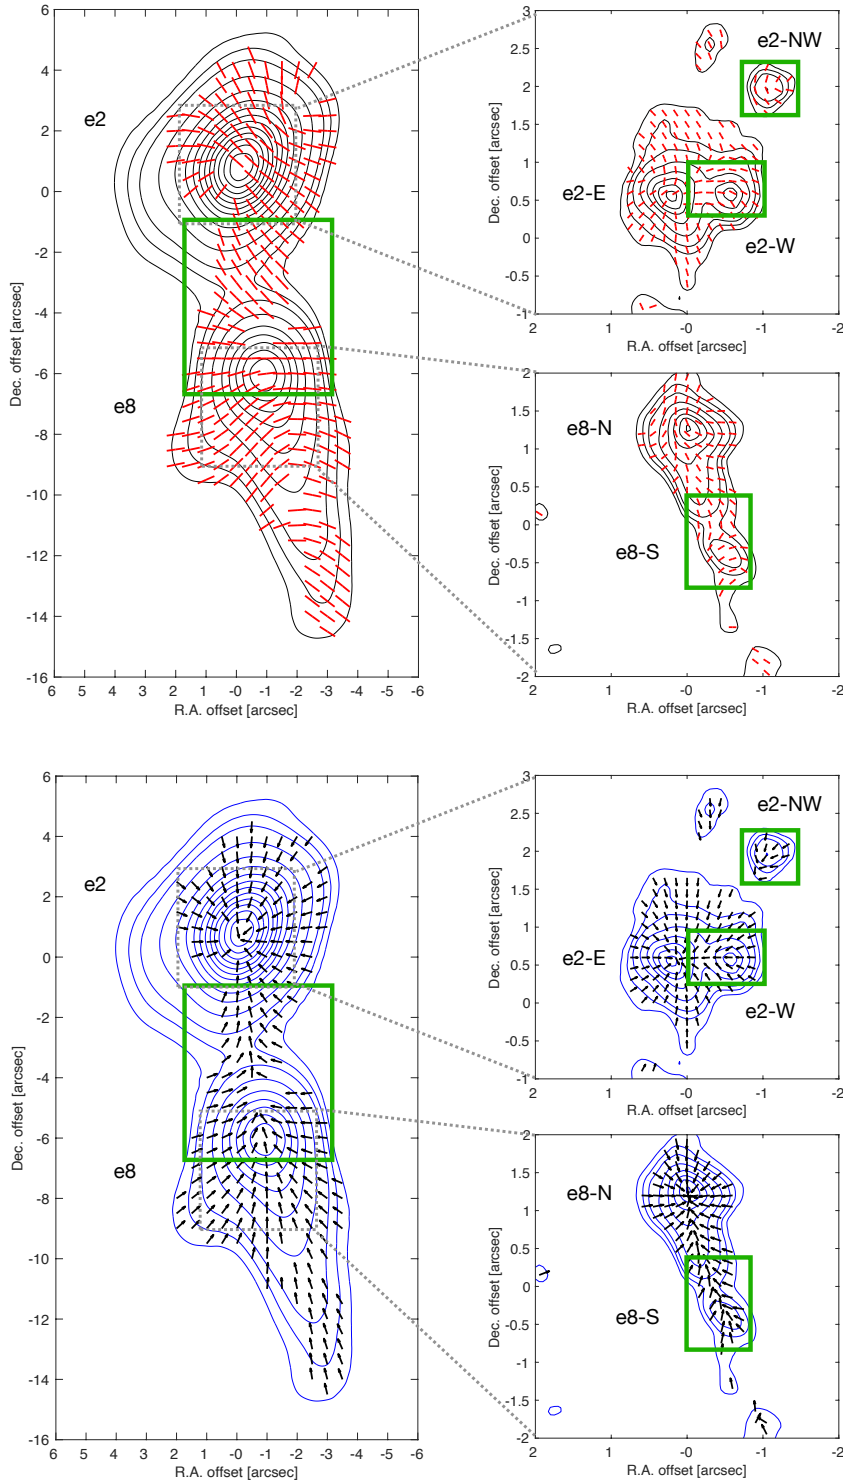 6
4
2
0
-2
-4
-6
-8
-10
-12
-14
-16
Dec. offset [arcsec]
e2
e8
6 5 4 3 2 1 -0 -1 -2 -3 -4 -5 -6
R.A. offset [arcsec]
3
2.5
2
1.5
1
0.5
0
-0.5
-1
Dec. offset [arcsec]
e2-NW
e2-E
e2-W
2 1 -0 -1 -2
R.A. offset [arcsec]
2
1.5
1
0.5
0
-0.5
-1
-1.5
-2
Dec. offset [arcsec]
e8-N
e8-S
2 1 -0 -1 -2
R.A. offset [arcsec]
6
4
2
0
-2
-4
-6
-8
-10
-12
-14
-16
Dec. offset [arcsec]
e2
e8
6 5 4 3 2 1 -0 -1 -2 -3 -4 -5 -6
R.A. offset [arcsec]
3
2.5
2
1.5
1
0.5
0
-0.5
-1
Dec. offset [arcsec]
e2-NW
e2-E
e2-W
2 1 -0 -1 -2
R.A. offset [arcsec]
2
1.5
1
0.5
0
-0.5
-1
-1.5
-2
Dec. offset [arcsec]
e8-N
e8-S
2 1 -0 -1 -2
R.A. offset [arcsec]